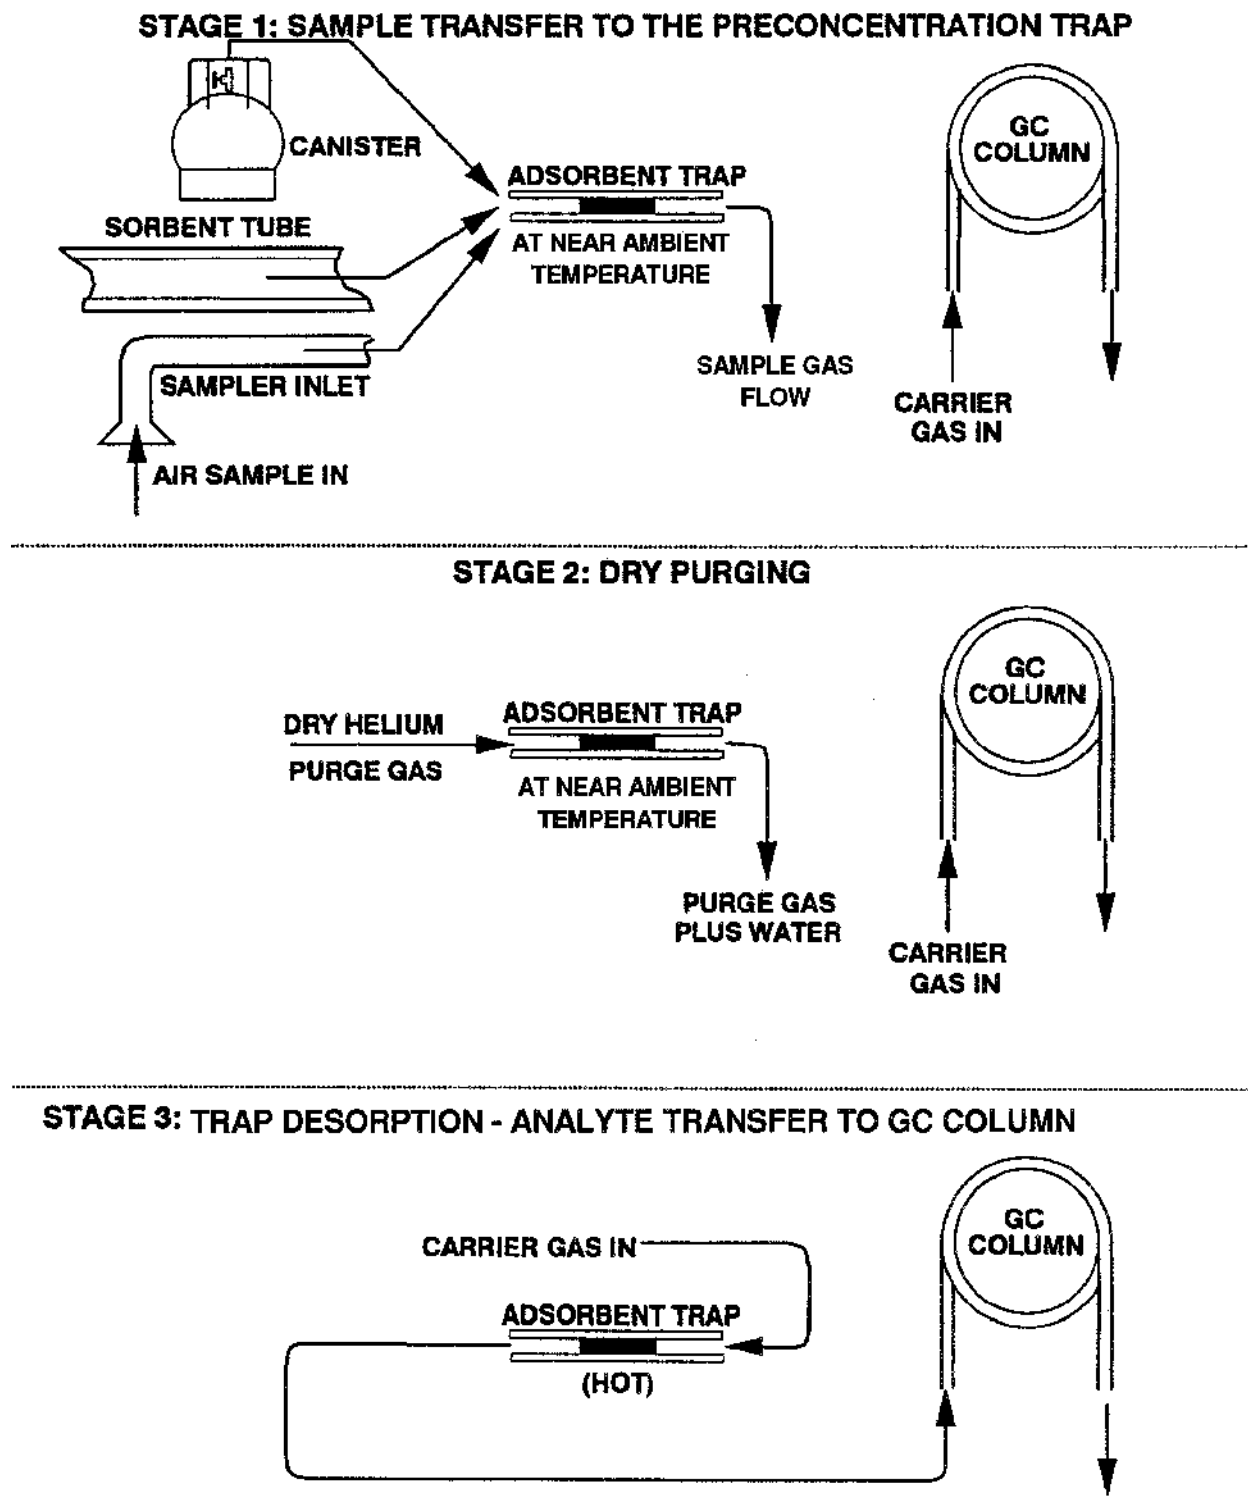 STAGE 1: SAMPLE TRANSFER TO THE PRECONCENTRATION TRAP
CANISTER
SORBENT TUBE
SAMPLER INLET
AIR SAMPLE IN
ADSORBENT TRAP
AT NEAR AMBIENT
TEMPERATURE
SAMPLE GAS
FLOW
GC
COLUMN
CARRIER
GAS IN
STAGE 2: DRY PURGING
DRY HELIUM
PURGE GAS
ADSORBENT TRAP
AT NEAR AMBIENT
TEMPERATURE
PURGE GAS
PLUS WATER
GC
COLUMN
CARRIER
GAS IN
STAGE 3: TRAP DESORPTION - ANALYTE TRANSFER TO GC COLUMN
CARRIER GAS IN
ADSORBENT TRAP
(HOT)
GC
COLUMN